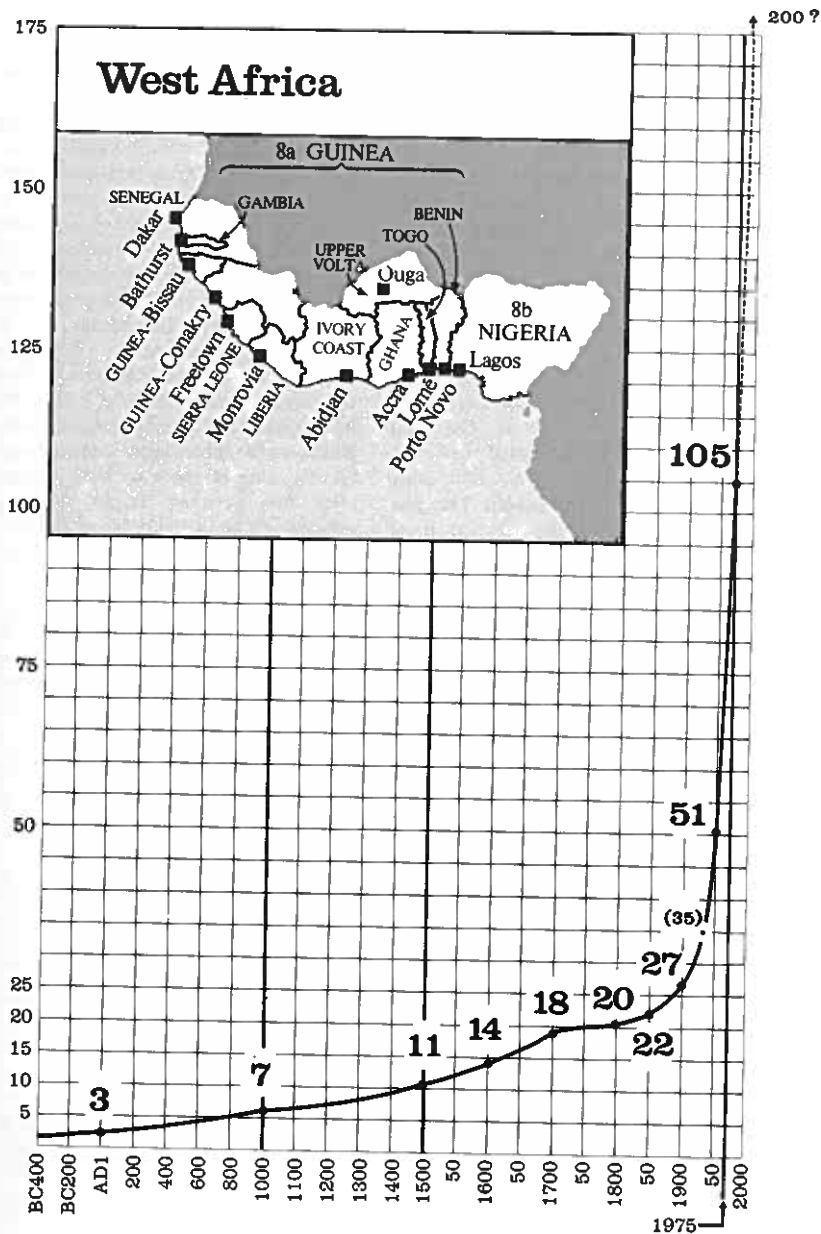 175
200 ?
West Africa
150
8a GUINEA
SENEGAL
GAMBIA
BENIN
TOGO
UPPER
VOLTA
Ouga
Dakar
Bathurst
GUINEA-Bissau
GUINEA-Conakry
Freetown
SIERRA LEONE
Monrovia
LIBERIA
IVORY
COAST
GHANA
8b
NIGERIA
Lagos
Abidjan
Accra
Lomé
Porto Novo
125
105
100
75
51
50
(35)
27
25
20
18
20
22
15
14
11
10
7
5
3
BC400
BC200
AD1
200
400
600
800
1000
1100
1200
1300
1400
1500
50
1600
50
1700
50
1800
50
1900
50
2000
1975